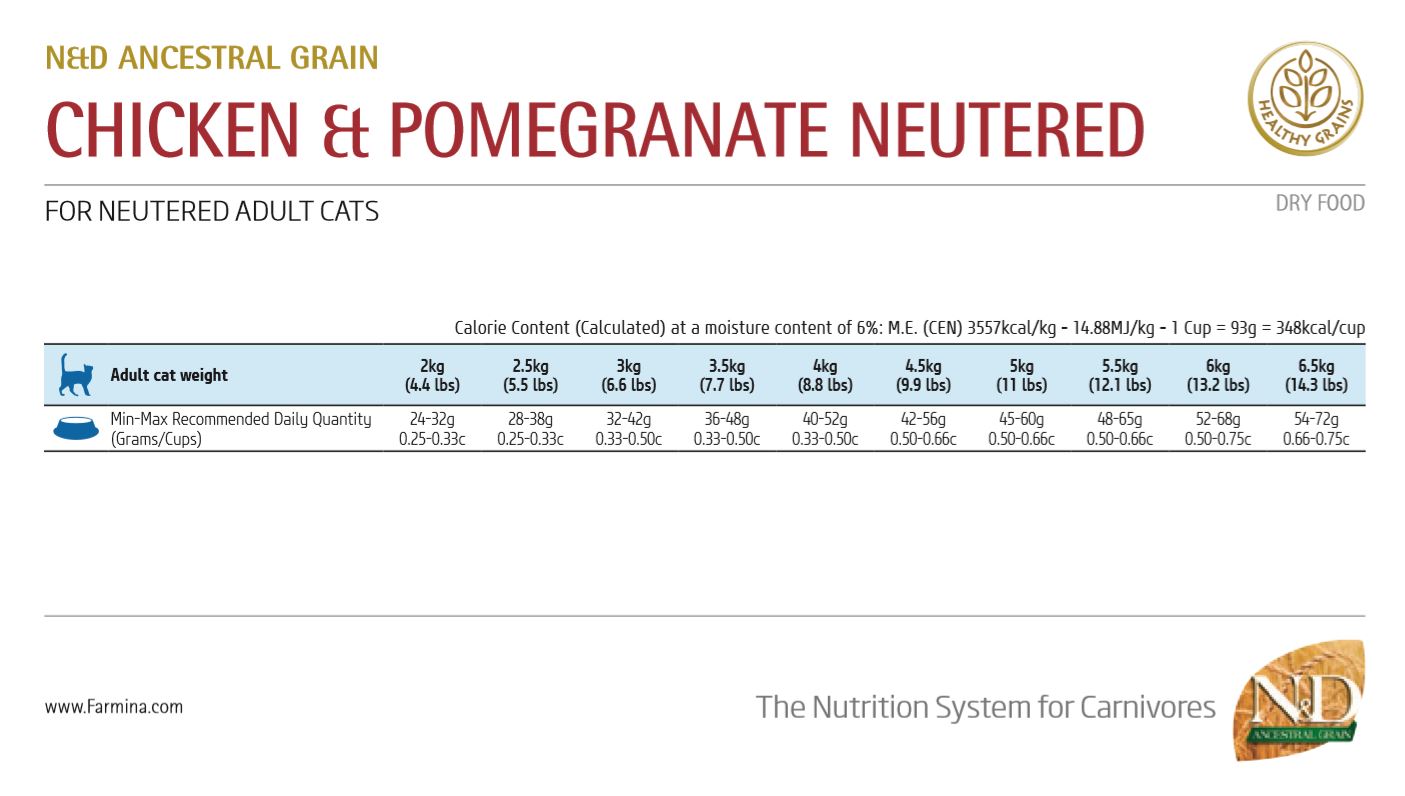 N&D ANCESTRAL GRAIN
CHICKEN & POMEGRANATE NEUTERED
HEALTHY GRAINS
FOR NEUTERED ADULT CATS
DRY FOOD
Calorie Content (Calculated) at a moisture content of 6%: M.E. (CEN) 3557kcal/kg - 14.88MJ/kg - 1 Cup = 93g = 348kcal/cup
Adult cat weight
2kg 2.5kg 3kg 3.5kg 4kg 4.5kg 5kg 5.5kg 6kg 6.5kg
(4.4 lbs) (5.5 lbs) (6.6 lbs) (7.7 lbs) (8.8 lbs) (9.9 lbs) (11 lbs) (12.1 lbs) (13.2 lbs) (14.3 lbs)
Min-Max Recommended Daily Quantity 24-32g 28-38g 32-42g 36-48g 40-52g 42-56g 45-60g 48-65g 52-68g 54-72g
(Grams/Cups) 0.25-0.33c 0.25-0.33c 0.33-0.50c 0.33-0.50c 0.33-0.50c 0.50-0.66c 0.50-0.66c 0.50-0.66c 0.50-0.75c 0.66-0.75c
www.Farmina.com
The Nutrition System for Carnivores
N&D
ANCESTRAL GRAIN